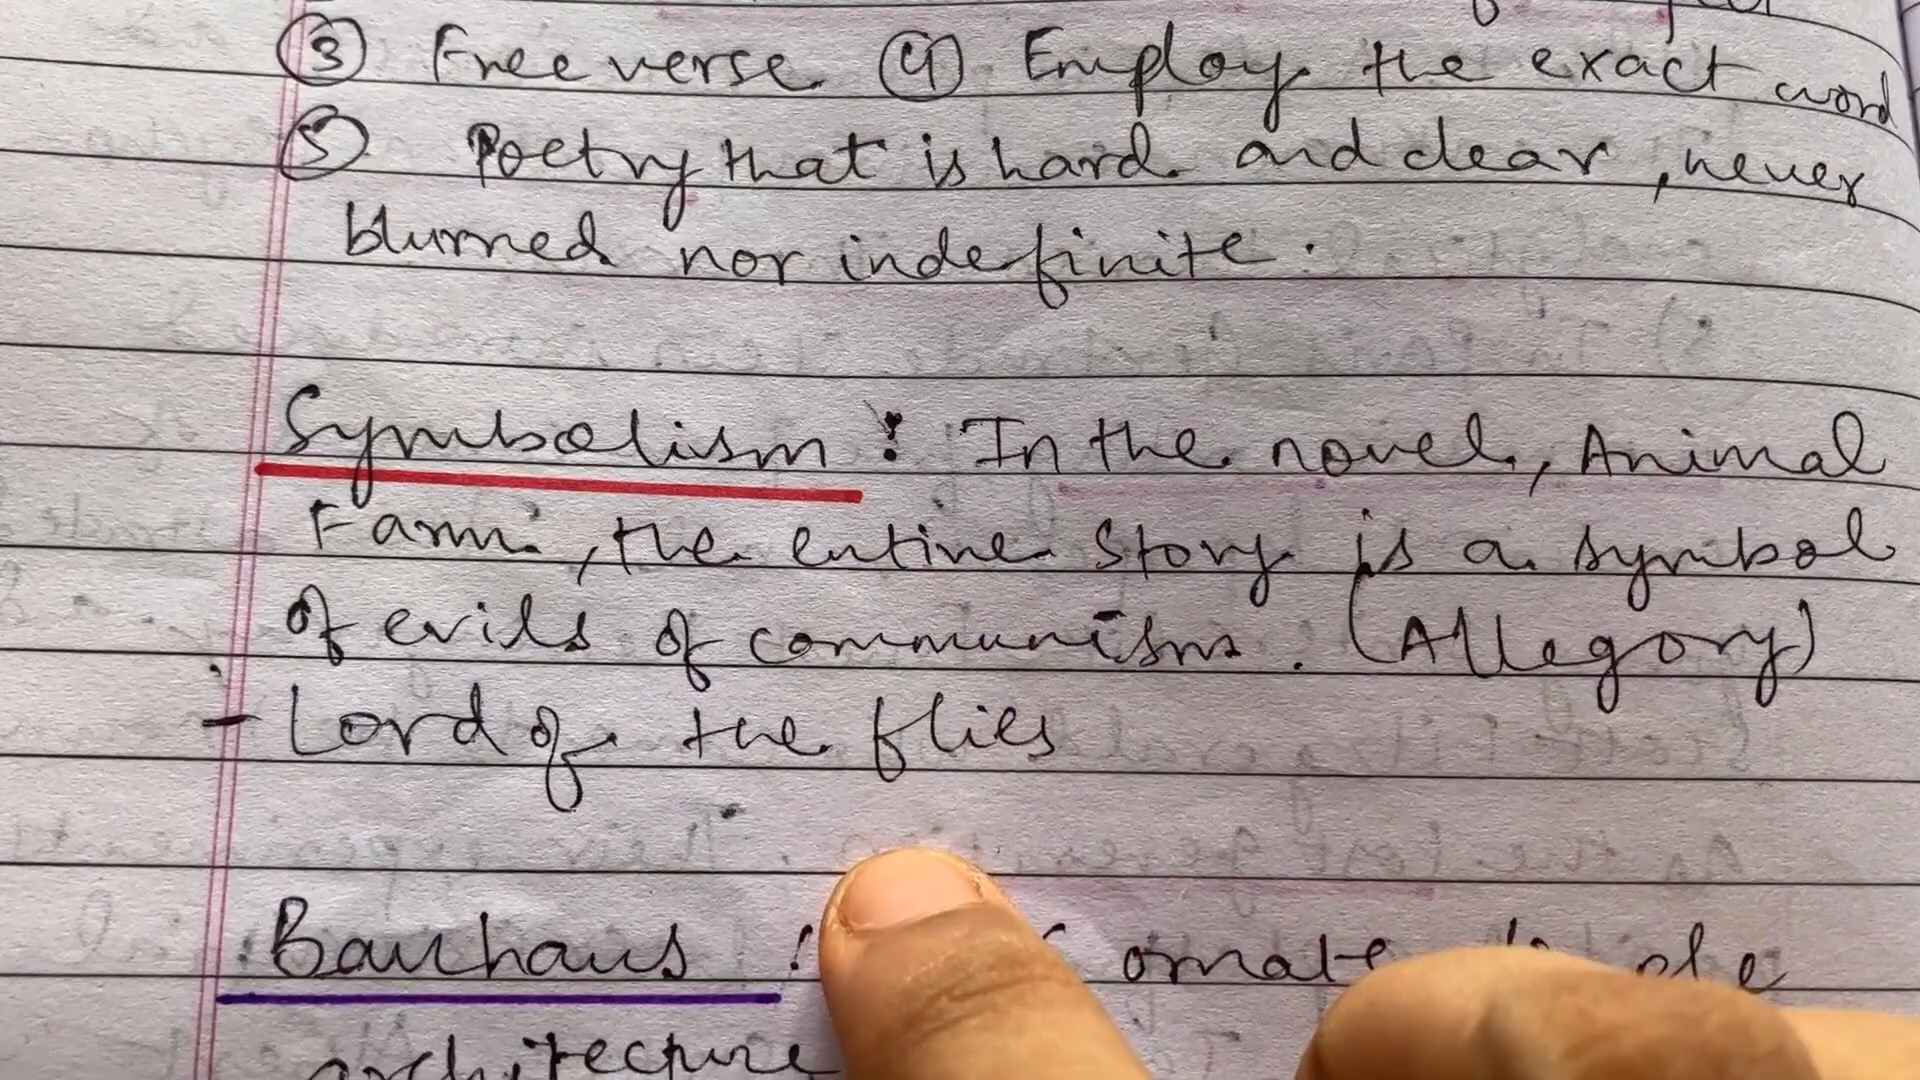 ③ Free verse ④ Employ the exact word
⑤ Poetry that is hard and clear, never
blurred nor indefinite.
Symbolism : In the novel, Animal
Farm, the entire story is a symbol
of evils of communism. (Allegory)
- Lord of the flies
Bauhaus : ornate
architecture